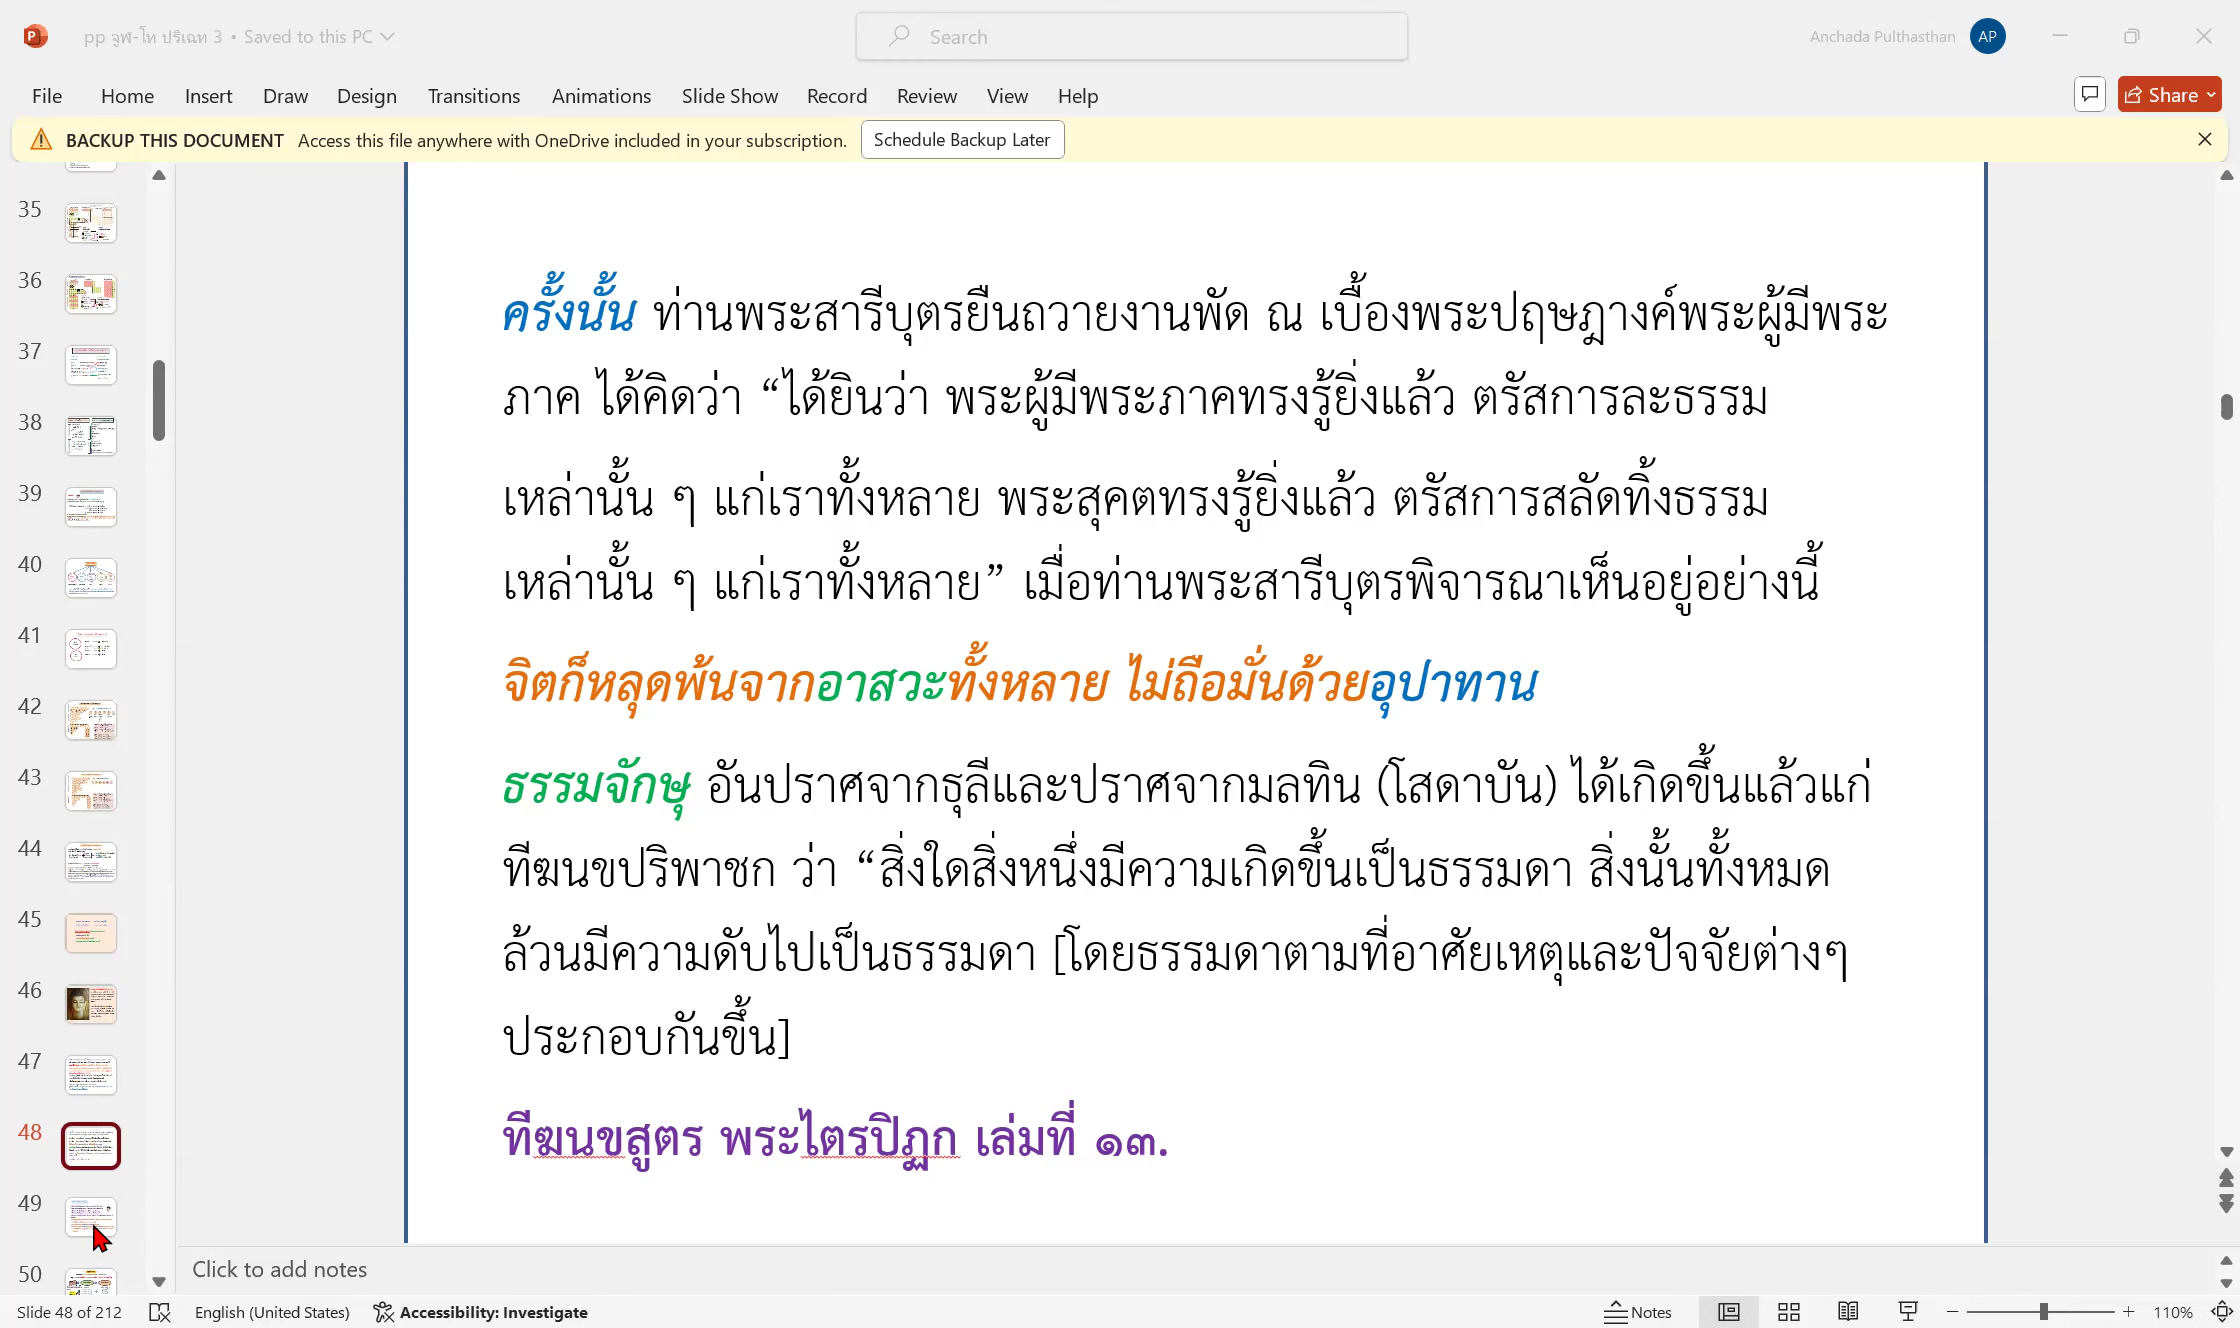 pp จูฬ-โท ปริเฉท 3 • Saved to this PC
Search
Anchada Pulthasthan AP
File Home Insert Draw Design Transitions Animations Slide Show Record Review View Help
Share
BACKUP THIS DOCUMENT Access this file anywhere with OneDrive included in your subscription. Schedule Backup Later
35
36
37
38
39
40
41
42
43
44
45
46
47
48
49
50
ครั้งนั้น ท่านพระสารีบุตรยืนถวายงานพัด ณ เบื้องพระปฤษฎางค์พระผู้มีพระ
ภาค ได้คิดว่า “ได้ยินว่า พระผู้มีพระภาคทรงรู้ยิ่งแล้ว ตรัสการละธรรม
เหล่านั้น ๆ แก่เราทั้งหลาย พระสุคตทรงรู้ยิ่งแล้ว ตรัสการสลัดทิ้งธรรม
เหล่านั้น ๆ แก่เราทั้งหลาย” เมื่อท่านพระสารีบุตรพิจารณาเห็นอยู่อย่างนี้
จิตก็หลุดพ้นจากอาสวะทั้งหลาย ไม่ถือมั่นด้วยอุปาทาน
ธรรมจักษุ อันปราศจากธุลีและปราศจากมลทิน (โสดาบัน) ได้เกิดขึ้นแล้วแก่
ทีฆนขปริพาชก ว่า “สิ่งใดสิ่งหนึ่งมีความเกิดขึ้นเป็นธรรมดา สิ่งนั้นทั้งหมด
ล้วนมีความดับไปเป็นธรรมดา [โดยธรรมดาตามที่อาศัยเหตุและปัจจัยต่างๆ
ประกอบกันขึ้น]
ทีฆนขสูตร พระไตรปิฏก เล่มที่ ๑๓.
Click to add notes
Slide 48 of 212 English (United States) Accessibility: Investigate Notes 110%